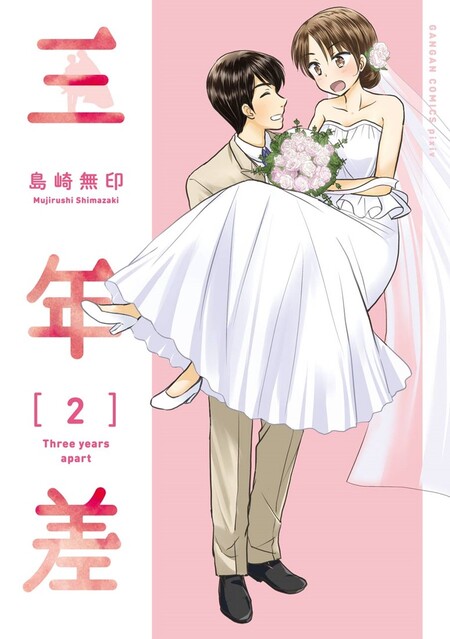 三年差
島崎無印
Mujirushi Shimazaki
[2]
Three years
apart
GANGAN COMICS pixiv